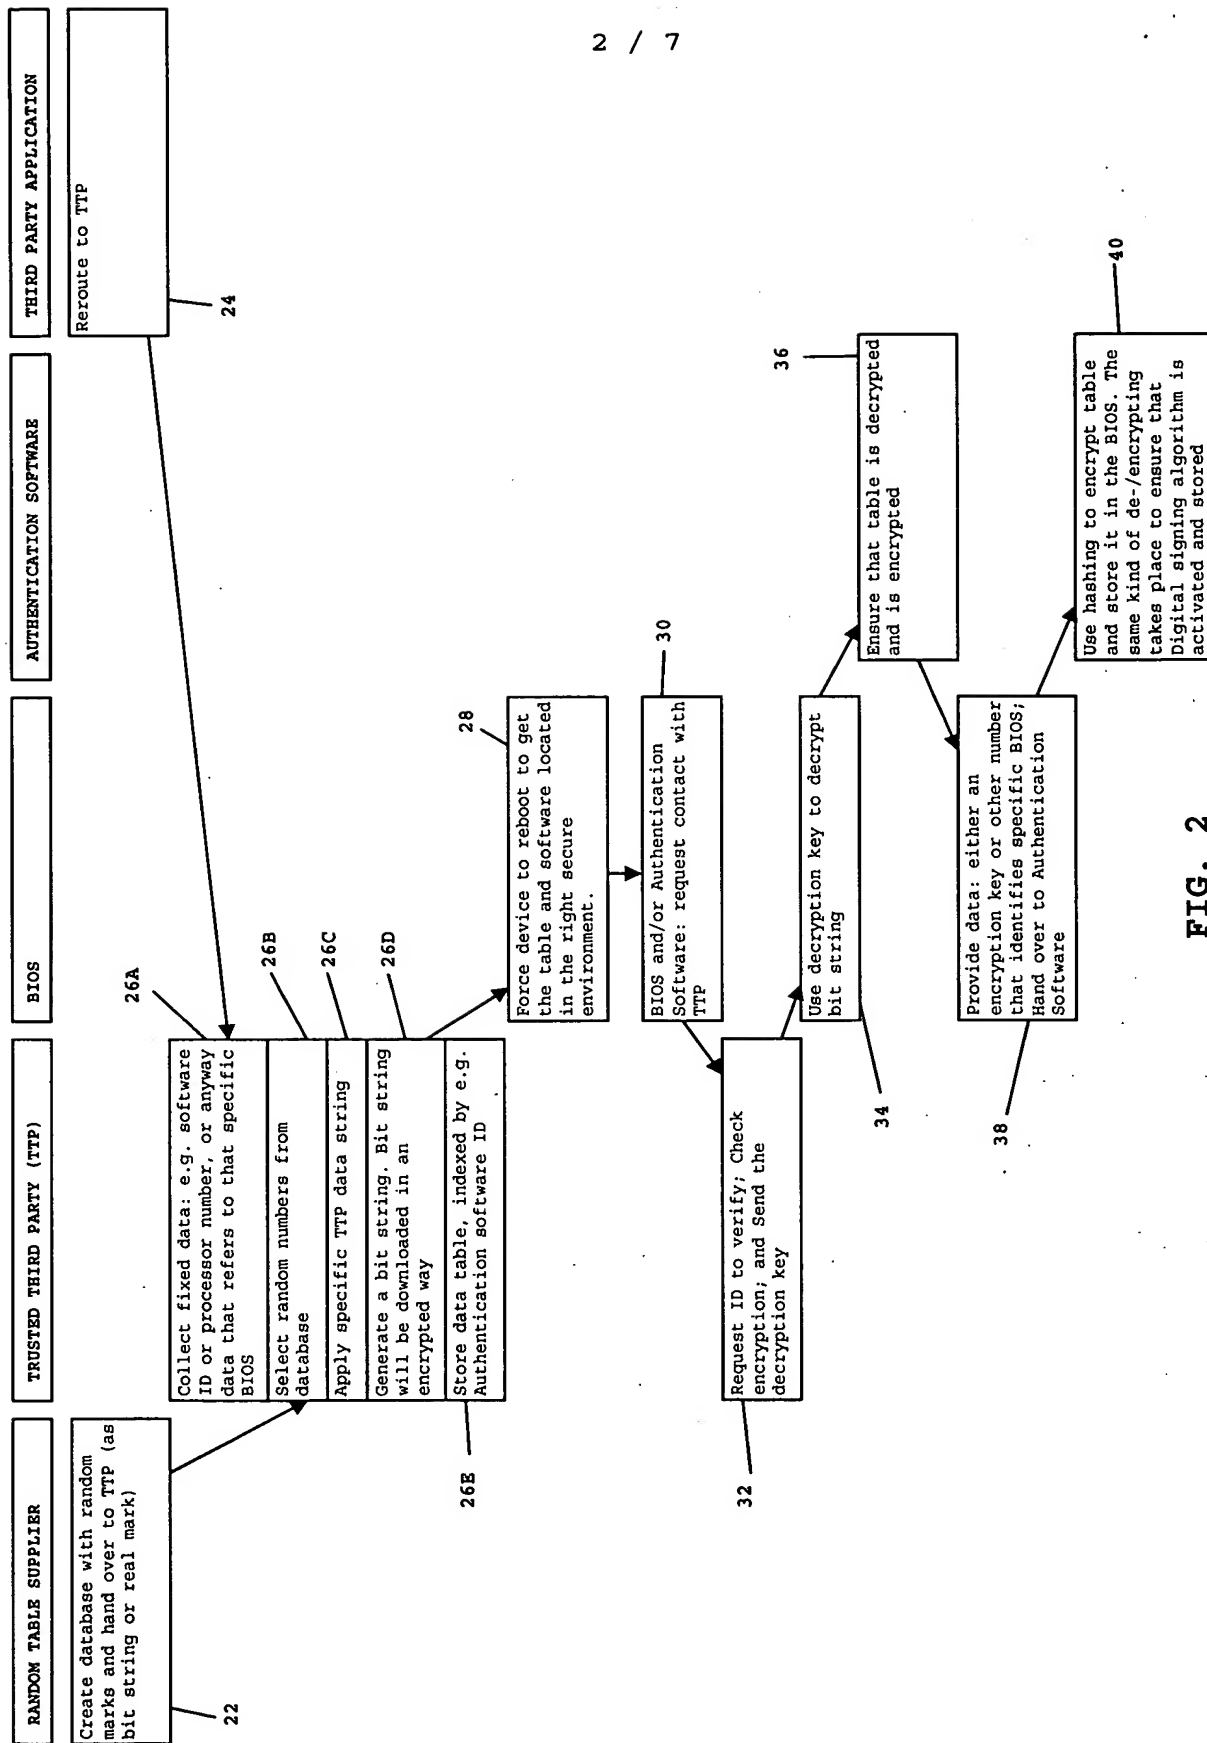 2 / 7
RANDOM TABLE SUPPLIER
TRUSTED THIRD PARTY (TTP)
BIOS
AUTHENTICATION SOFTWARE
THIRD PARTY APPLICATION
Create database with random
marks and hand over to TTP (as
bit string or real mark)
22
Reroute to TTP
24
26A
Collect fixed data: e.g. software
ID or processor number, or anyway
data that refers to that specific
BIOS
26B
Select random numbers from
database
26C
Apply specific TTP data string
26D
Generate a bit string. Bit string
will be downloaded in an
encrypted way
Store data table, indexed by e.g.
Authentication software ID
26E
28
Force device to reboot to get
the table and software located
in the right secure
environment.
30
BIOS and/or Authentication
Software: request contact with
TTP
Request ID to verify; Check
encryption; and Send the
decryption key
32
Use decryption key to decrypt
bit string
34
36
Ensure that table is decrypted
and is encrypted
Provide data: either an
encryption key or other number
that identifies specific BIOS;
Hand over to Authentication
Software
38
40
Use hashing to encrypt table
and store it in the BIOS. The
same kind of de-/encrypting
takes place to ensure that
Digital signing algorithm is
activated and stored
FIG. 2